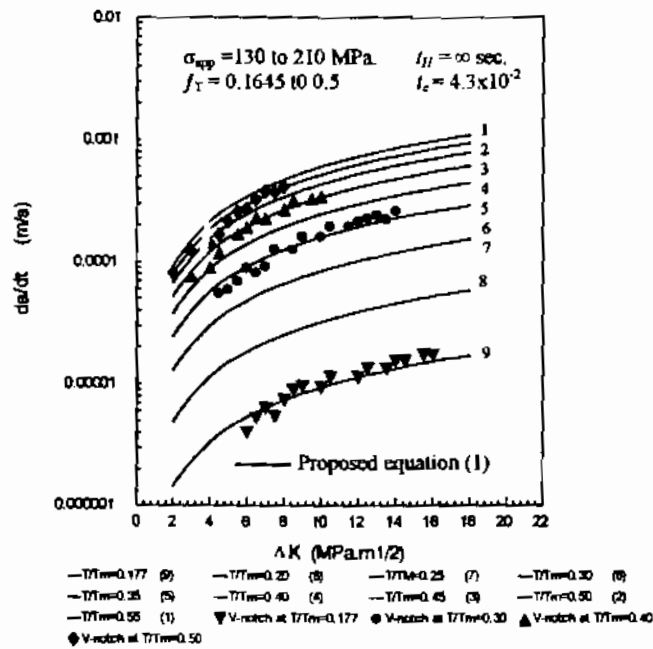 0.01
σapp =130 to 210 MPa. tH = ∞ sec,
fT = 0.1645 to 0.5 tc = 4.3x10-2
0.001
1
2
3
4
5
6
7
8
9
0.0001
0.00001
0.000001
da/dt (m/s)
Proposed equation (1)
0 2 4 6 8 10 12 14 16 18 20 22
ΔK (MPa.m1/2)
T/Tm=0.177 (9) T/Tm=0.20 (8) T/TM=0.25 (7) T/Tm=0.30 (6)
T/Tm=0.35 (5) T/Tm=0.40 (4) T/Tm=0.45 (3) T/Tm=0.50 (2)
T/Tm=0.55 (1) V-notch at T/Tm=0.177 V-notch at T/Tm=0.30 V-notch at T/Tm=0.40
V-notch at T/Tm=0.50